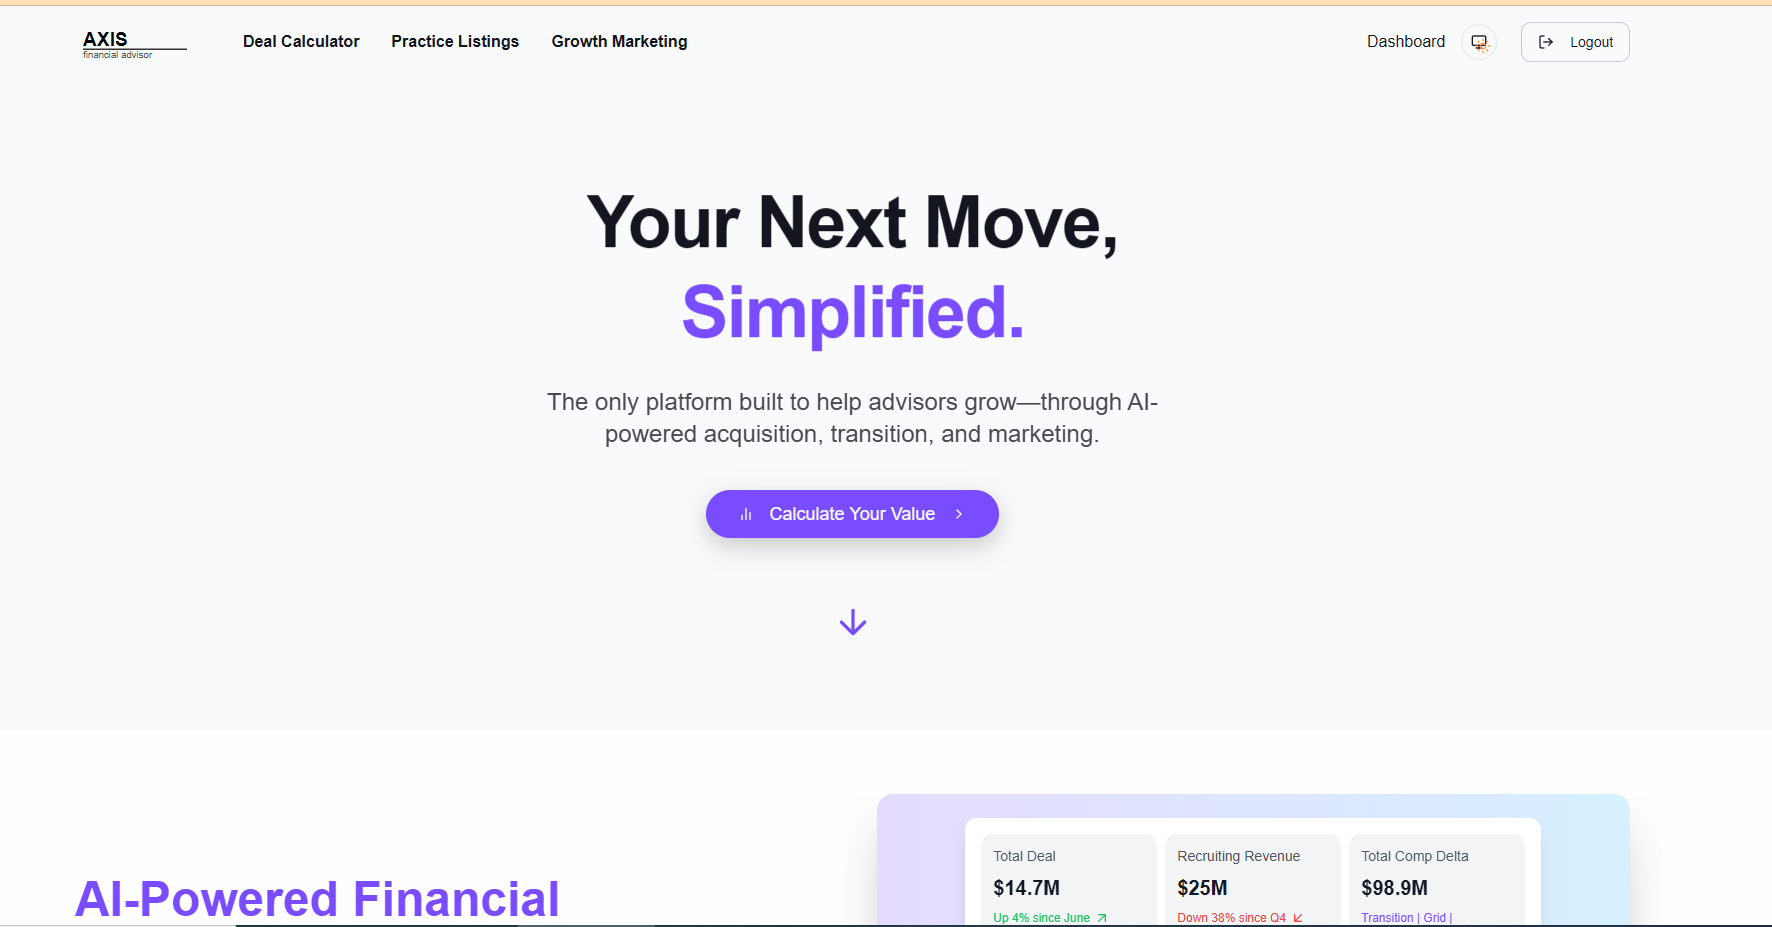 AXIS
financial advisor
Deal Calculator
Practice Listings
Growth Marketing
Dashboard
Logout
Your Next Move,
Simplified.
The only platform built to help advisors grow—through AI-
powered acquisition, transition, and marketing.
Calculate Your Value
AI-Powered Financial
Total Deal
$14.7M
Up 4% since June
Recruiting Revenue
$25M
Down 38% since Q4
Total Comp Delta
$98.9M
Transition | Grid |